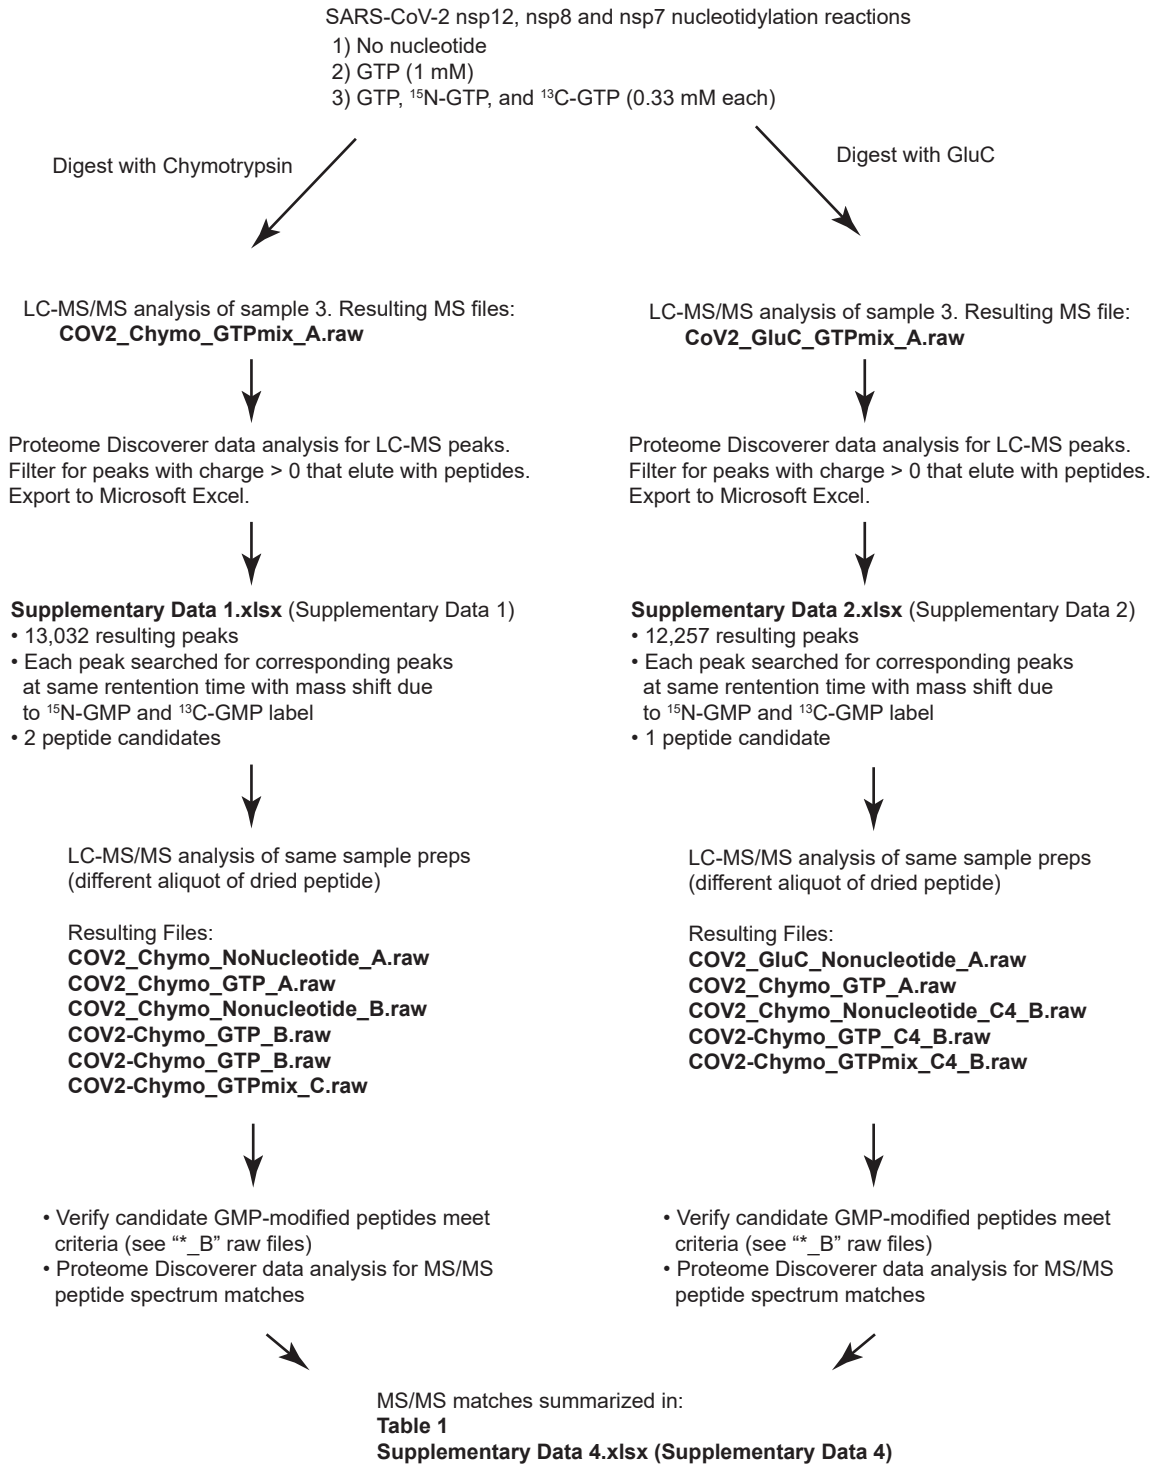 SARS-CoV-2 nsp12, nsp8 and nsp7 nucleotidylation reactions
1) No nucleotide
2) GTP (1 mM)
3) GTP, ¹⁵N-GTP, and ¹³C-GTP (0.33 mM each)
Digest with Chymotrypsin
LC-MS/MS analysis of sample 3. Resulting MS files:
COV2_Chymo_GTPmix_A.raw
Proteome Discoverer data analysis for LC-MS peaks.
Filter for peaks with charge > 0 that elute with peptides.
Export to Microsoft Excel.
Supplementary Data 1.xlsx (Supplementary Data 1)
• 13,032 resulting peaks
• Each peak searched for corresponding peaks
at same rentention time with mass shift due
to ¹⁵N-GMP and ¹³C-GMP label
• 2 peptide candidates
LC-MS/MS analysis of same sample preps
(different aliquot of dried peptide)
Resulting Files:
COV2_Chymo_NoNucleotide_A.raw
COV2_Chymo_GTP_A.raw
COV2_Chymo_Nonucleotide_B.raw
COV2-Chymo_GTP_B.raw
COV2-Chymo_GTP_B.raw
COV2-Chymo_GTPmix_C.raw
• Verify candidate GMP-modified peptides meet
criteria (see “*_B” raw files)
• Proteome Discoverer data analysis for MS/MS
peptide spectrum matches
Digest with GluC
LC-MS/MS analysis of sample 3. Resulting MS file:
CoV2_GluC_GTPmix_A.raw
Proteome Discoverer data analysis for LC-MS peaks.
Filter for peaks with charge > 0 that elute with peptides.
Export to Microsoft Excel.
Supplementary Data 2.xlsx (Supplementary Data 2)
• 12,257 resulting peaks
• Each peak searched for corresponding peaks
at same rentention time with mass shift due
to ¹⁵N-GMP and ¹³C-GMP label
• 1 peptide candidate
LC-MS/MS analysis of same sample preps
(different aliquot of dried peptide)
Resulting Files:
COV2_GluC_Nonucleotide_A.raw
COV2_Chymo_GTP_A.raw
COV2_Chymo_Nonucleotide_C4_B.raw
COV2-Chymo_GTP_C4_B.raw
COV2-Chymo_GTPmix_C4_B.raw
• Verify candidate GMP-modified peptides meet
criteria (see “*_B” raw files)
• Proteome Discoverer data analysis for MS/MS
peptide spectrum matches
MS/MS matches summarized in:
Table 1
Supplementary Data 4.xlsx (Supplementary Data 4)